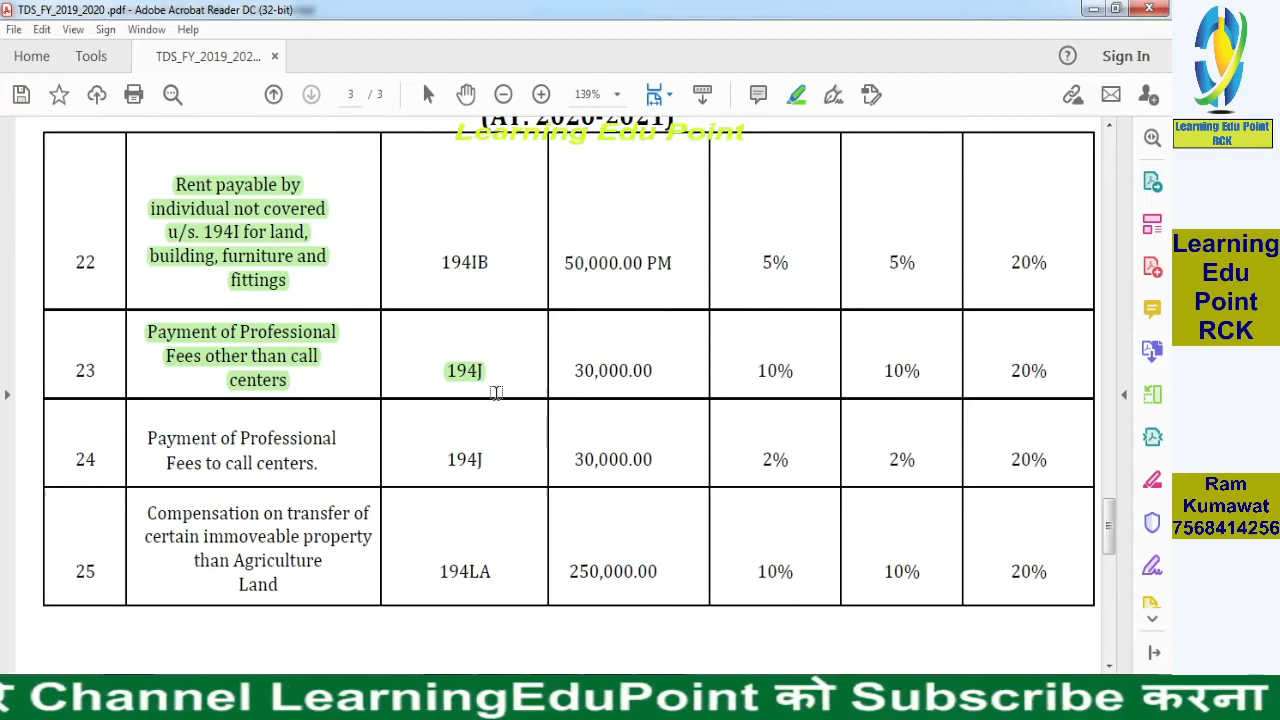 TDS_FY_2019_2020 .pdf - Adobe Acrobat Reader DC (32-bit)
File Edit View Sign Window Help
Home Tools TDS_FY_2019_202... × Sign In
3 / 3 139%
(AY: 2020-2021)
Learning Edu Point
22 Rent payable by individual not covered u/s. 194I for land, building, furniture and fittings 194IB 50,000.00 PM 5% 5% 20%
23 Payment of Professional Fees other than call centers 194J 30,000.00 10% 10% 20%
24 Payment of Professional Fees to call centers. 194J 30,000.00 2% 2% 20%
25 Compensation on transfer of certain immoveable property than Agriculture Land 194LA 250,000.00 10% 10% 20%
Learning Edu Point
RCK
Learning
Edu
Point
RCK
Ram
Kumawat
7568414256
Channel LearningEduPoint को Subscribe करना